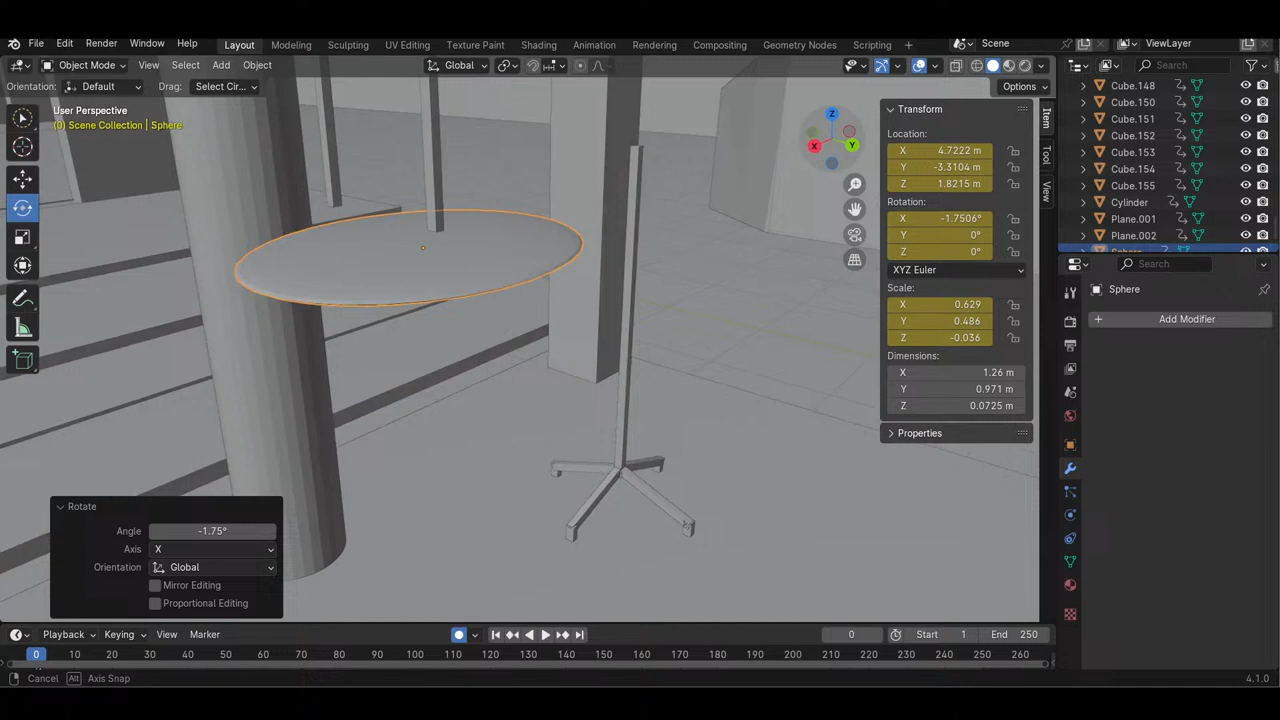 File Edit Render Window Help Layout Modeling Sculpting UV Editing Texture Paint Shading Animation Rendering Compositing Geometry Nodes Scripting + Scene ViewLayer
Object Mode View Select Add Object Global Options Search
Orientation: Default Drag: Select Cir...
User Perspective
(0) Scene Collection | Sphere
Transform
Location:
X 4.7222 m
Y -3.3104 m
Z 1.8215 m
Rotation:
X -1.7506°
Y 0°
Z 0°
XYZ Euler
Scale:
X 0.629
Y 0.486
Z -0.036
Dimensions:
X 1.26 m
Y 0.971 m
Z 0.0725 m
Properties
Item
Tool
View
Z
X
Y
Cube.148
Cube.150
Cube.151
Cube.152
Cube.153
Cube.154
Cube.155
Cylinder
Plane.001
Plane.002
Sphere
Search
Sphere
+ Add Modifier
Rotate
Angle -1.75°
Axis X
Orientation Global
Mirror Editing
Proportional Editing
Playback Keying View Marker 0 Start 1 End 250
0 10 20 30 40 50 60 70 80 90 100 110 120 130 140 150 160 170 180 190 200 210 220 230 240 250 260
Cancel Alt Axis Snap 4.1.0